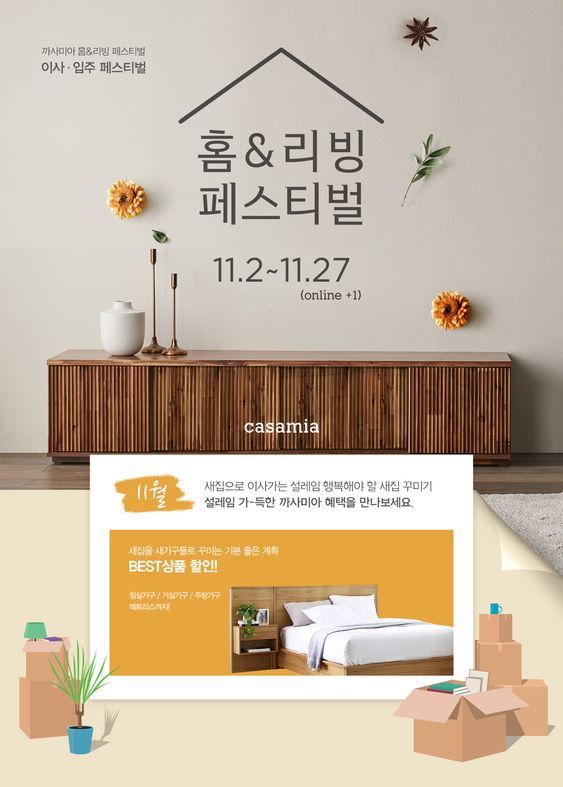 까사미아 홈&리빙 페스티벌
이사·입주 페스티벌
홈&리빙
페스티벌
11.2~11.27
(online +1)
casamia
11월
새집으로 이사가는 설레임 행복해야 할 새집 꾸미기
설레임 가~득한 까사미아 혜택을 만나보세요.
새집을 새가구들로 꾸미는 기분 좋은 계획
BEST상품 할인!
침실가구 / 거실가구 / 주방가구
매트리스까지!